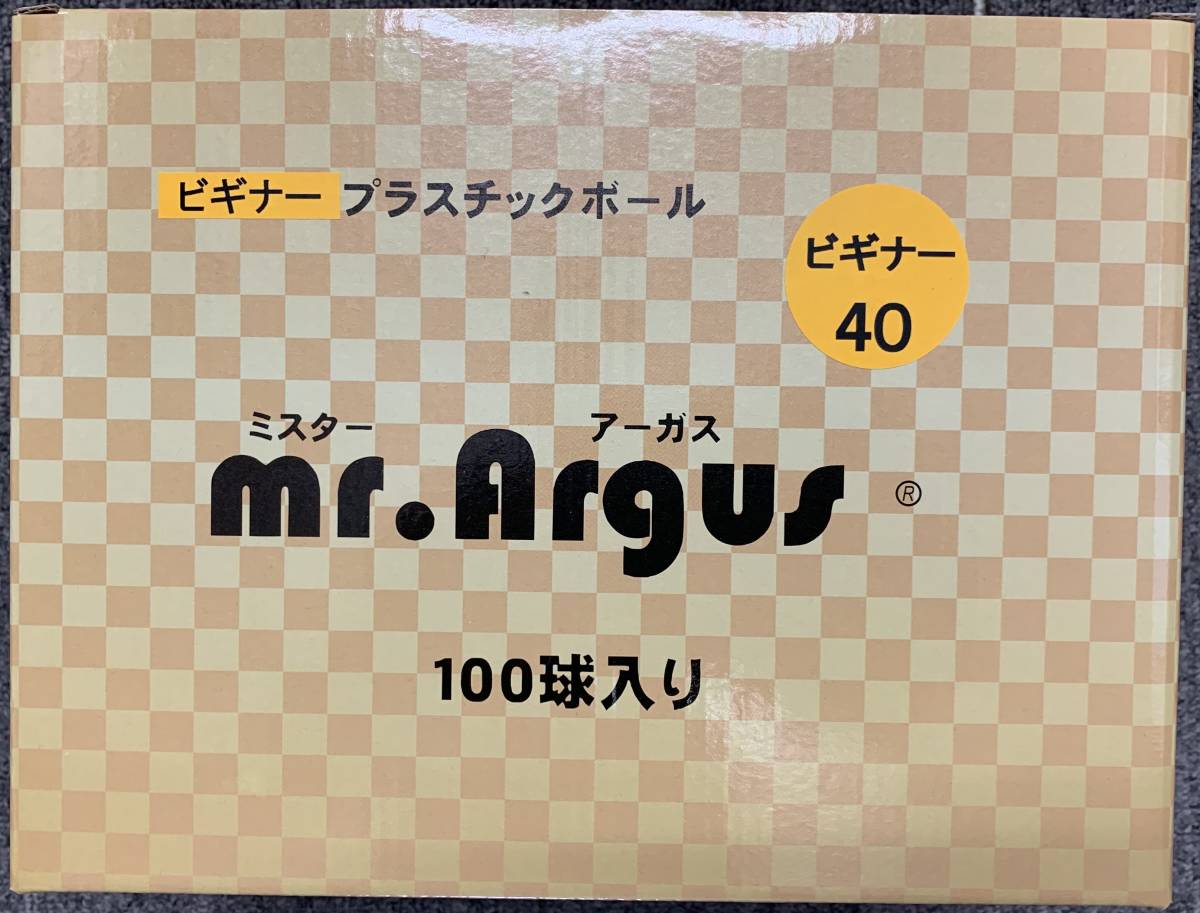 ビギナー プラスチックボール
ビギナー
40
ミスター アーガス
mr.Argus ®
100球入り